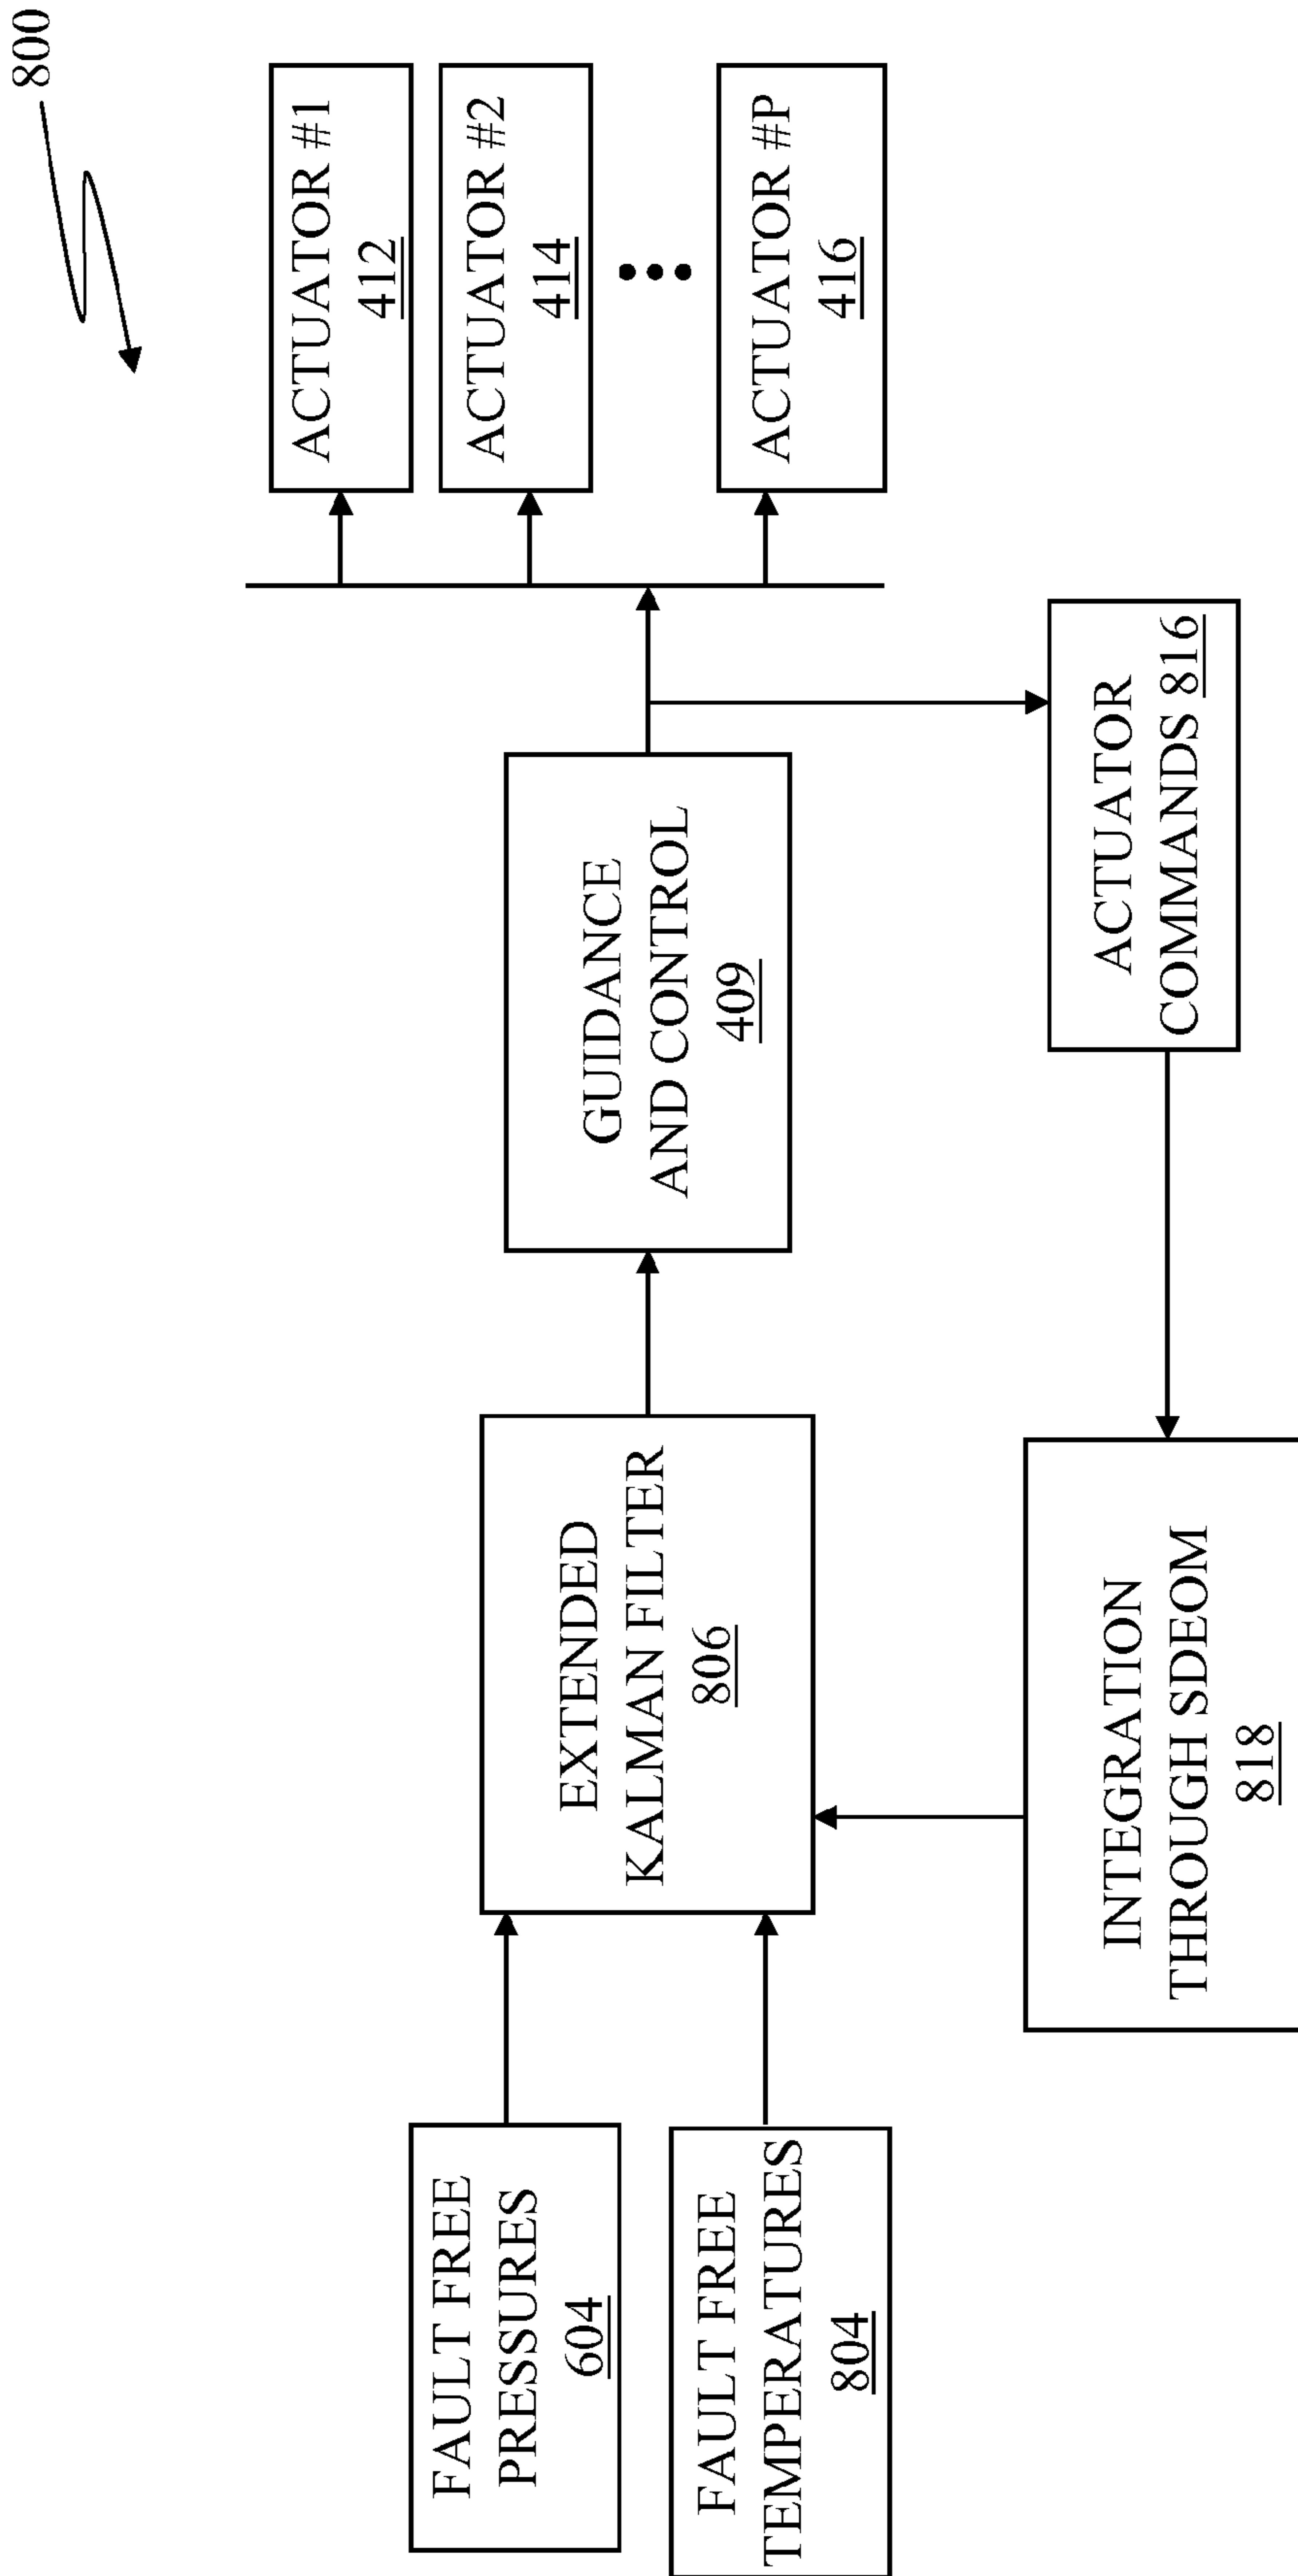 800
FAULT FREE
PRESSURES
604
FAULT FREE
TEMPERATURES
804
EXTENDED
KALMAN FILTER
806
GUIDANCE
AND CONTROL
409
ACTUATOR #1
412
ACTUATOR #2
414
ACTUATOR #P
416
INTEGRATION
THROUGH SDEOM
818
ACTUATOR
COMMANDS 816